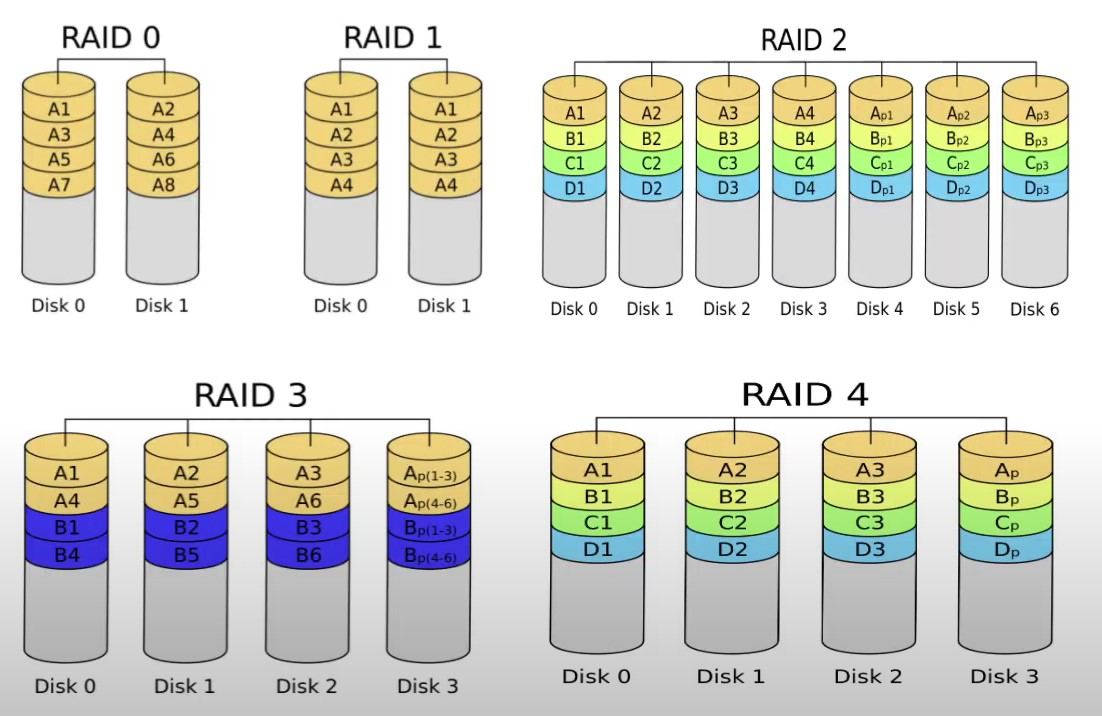 RAID 0
A1 A2
A3 A4
A5 A6
A7 A8
Disk 0 Disk 1
RAID 1
A1 A1
A2 A2
A3 A3
A4 A4
Disk 0 Disk 1
RAID 2
A1 A2 A3 A4 Ap1 Ap2 Ap3
B1 B2 B3 B4 Bp1 Bp2 Bp3
C1 C2 C3 C4 Cp1 Cp2 Cp3
D1 D2 D3 D4 Dp1 Dp2 Dp3
Disk 0 Disk 1 Disk 2 Disk 3 Disk 4 Disk 5 Disk 6
RAID 3
A1 A2 A3 Ap(1-3)
A4 A5 A6 Ap(4-6)
B1 B2 B3 Bp(1-3)
B4 B5 B6 Bp(4-6)
Disk 0 Disk 1 Disk 2 Disk 3
RAID 4
A1 A2 A3 Ap
B1 B2 B3 Bp
C1 C2 C3 Cp
D1 D2 D3 Dp
Disk 0 Disk 1 Disk 2 Disk 3